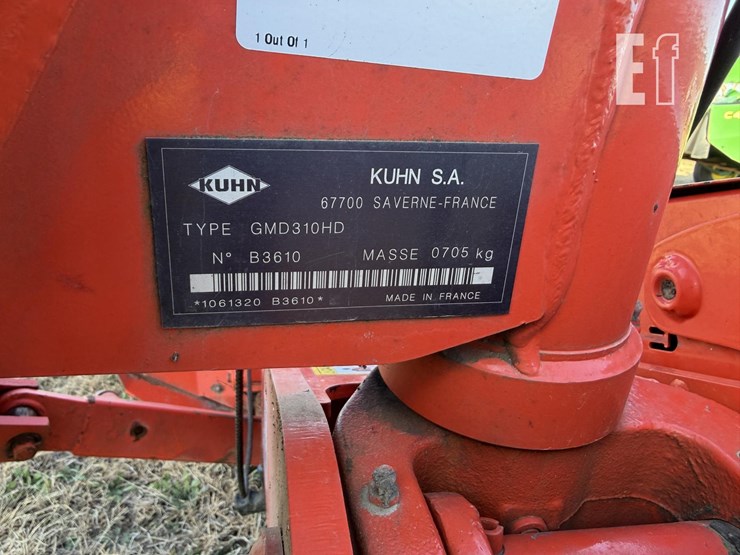 1 Out Of 1
Ef
KUHN
KUHN S.A.
67700 SAVERNE-FRANCE
TYPE GMD310HD
N° B3610 MASSE 0705 kg
*1061320 B3610*
MADE IN FRANCE